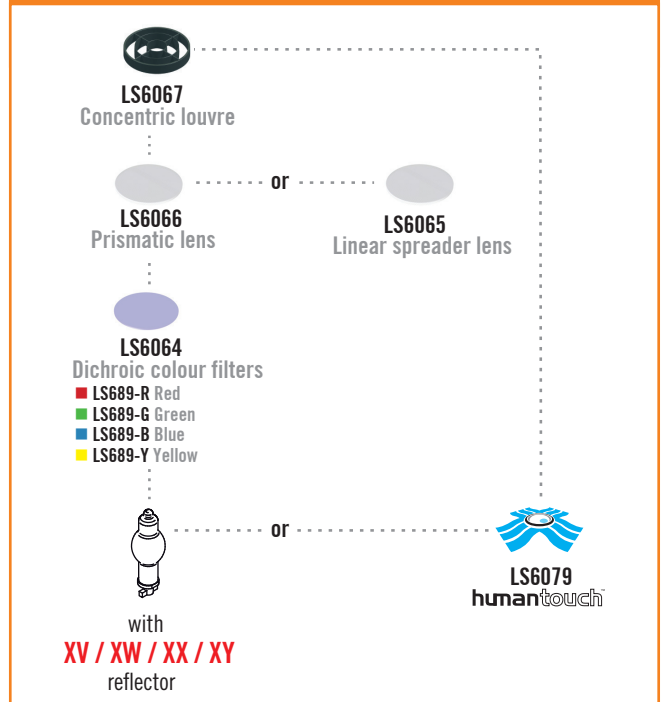 LS6067
Concentric louvre
or
LS6066
Prismatic lens
LS6065
Linear spreader lens
LS6064
Dichroic colour filters
LS689-R Red
LS689-G Green
LS689-B Blue
LS689-Y Yellow
or
LS6079
humantouch™
with
XV / XW / XX / XY
reflector